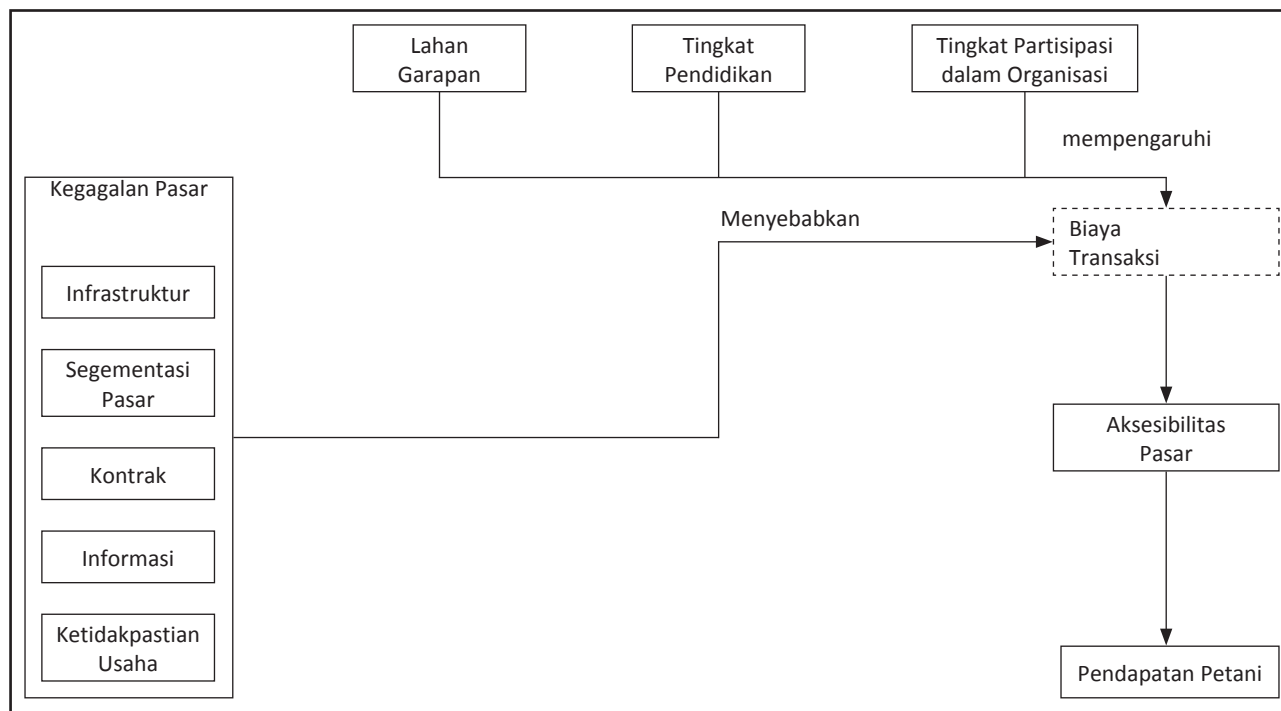 Lahan
Garapan
Tingkat
Pendidikan
Tingkat Partisipasi
dalam Organisasi
mempengaruhi
Kegagalan Pasar
Menyebabkan
Biaya
Transaksi
Infrastruktur
Segementasi
Pasar
Kontrak
Informasi
Ketidakpastian
Usaha
Aksesibilitas
Pasar
Pendapatan Petani